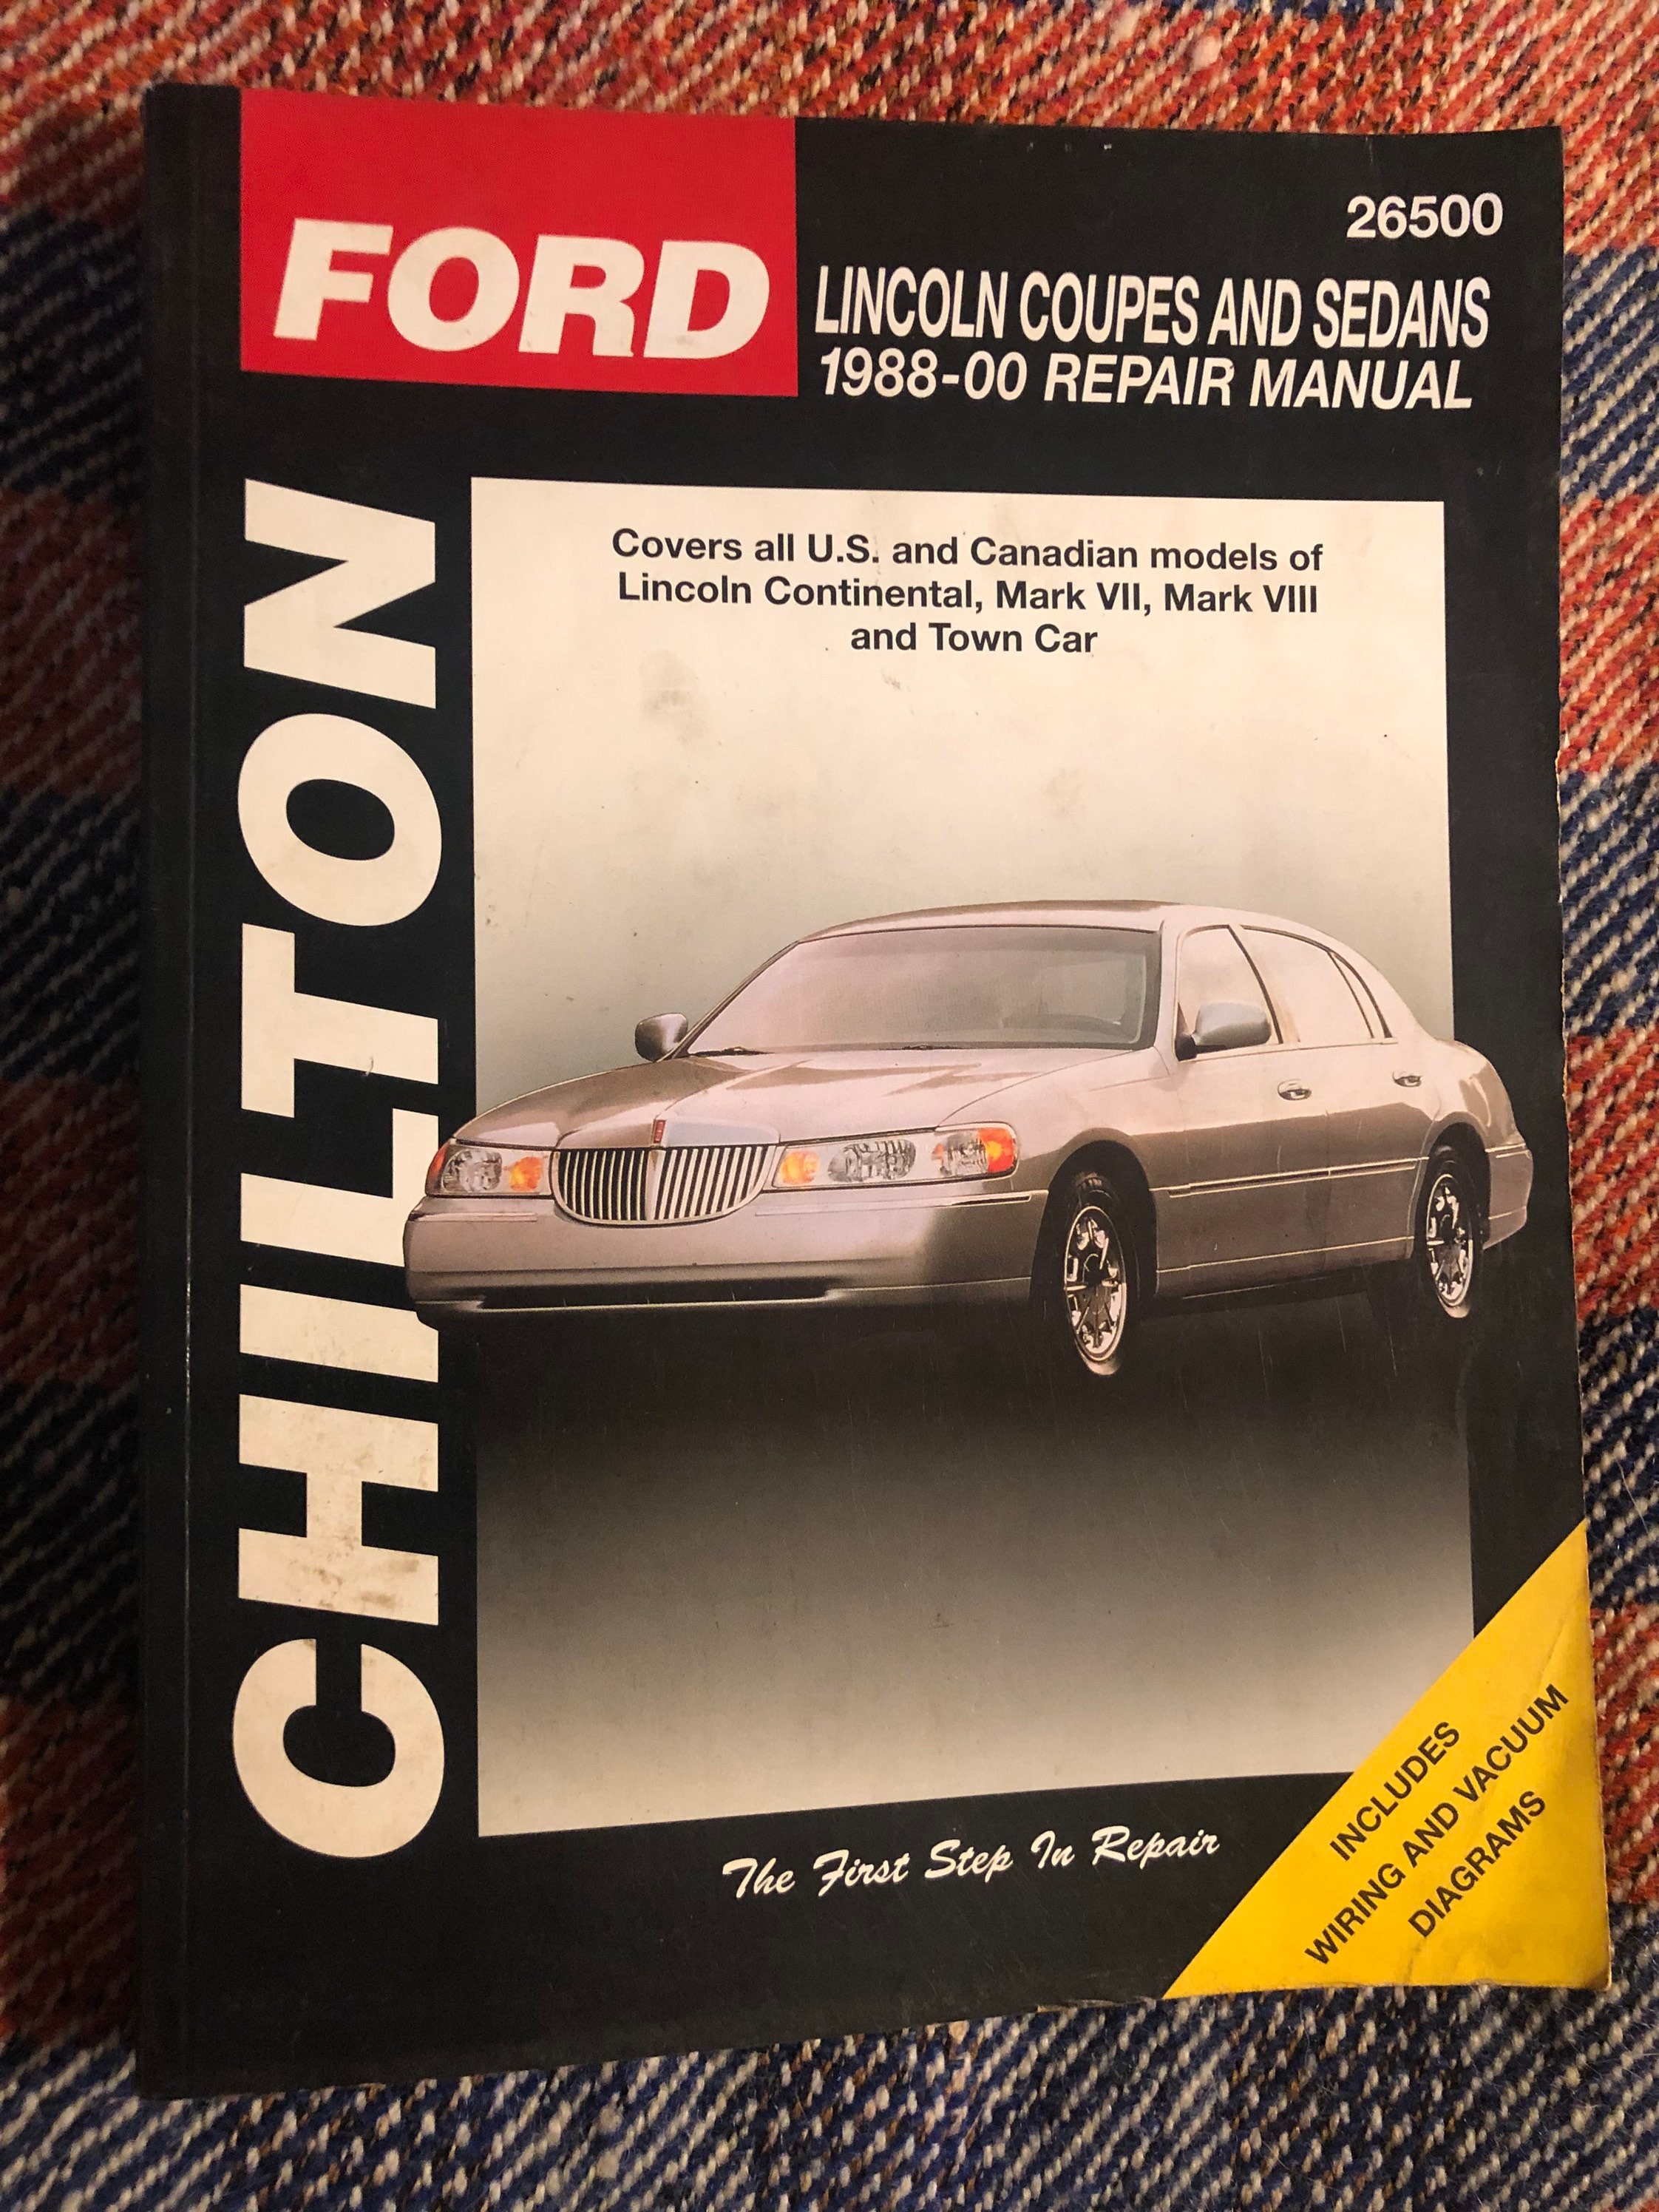 FORD
26500
LINCOLN COUPES AND SEDANS
1988-00 REPAIR MANUAL
CHILTON
Covers all U.S. and Canadian models of
Lincoln Continental, Mark VII, Mark VIII
and Town Car
The First Step In Repair
INCLUDES
WIRING AND VACUUM
DIAGRAMS